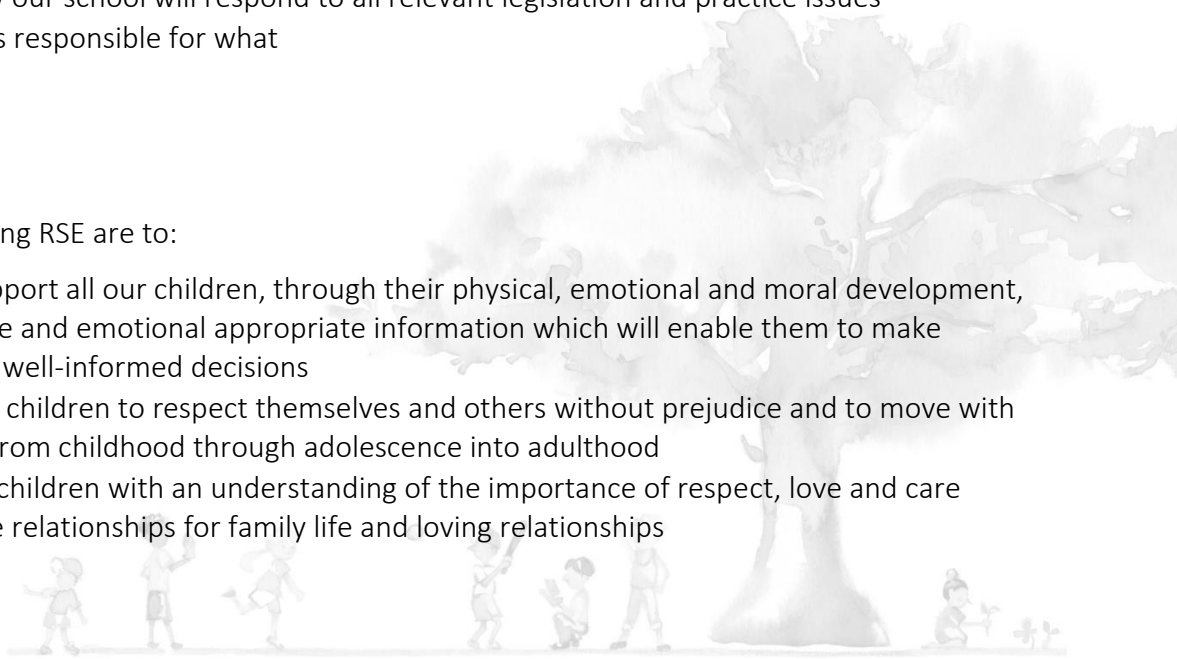 our school will respond to all relevant legislation and practice issues
s responsible for what
ng RSE are to:
port all our children, through their physical, emotional and moral development,
e and emotional appropriate information which will enable them to make
well-informed decisions
children to respect themselves and others without prejudice and to move with
rom childhood through adolescence into adulthood
children with an understanding of the importance of respect, love and care
e relationships for family life and loving relationships